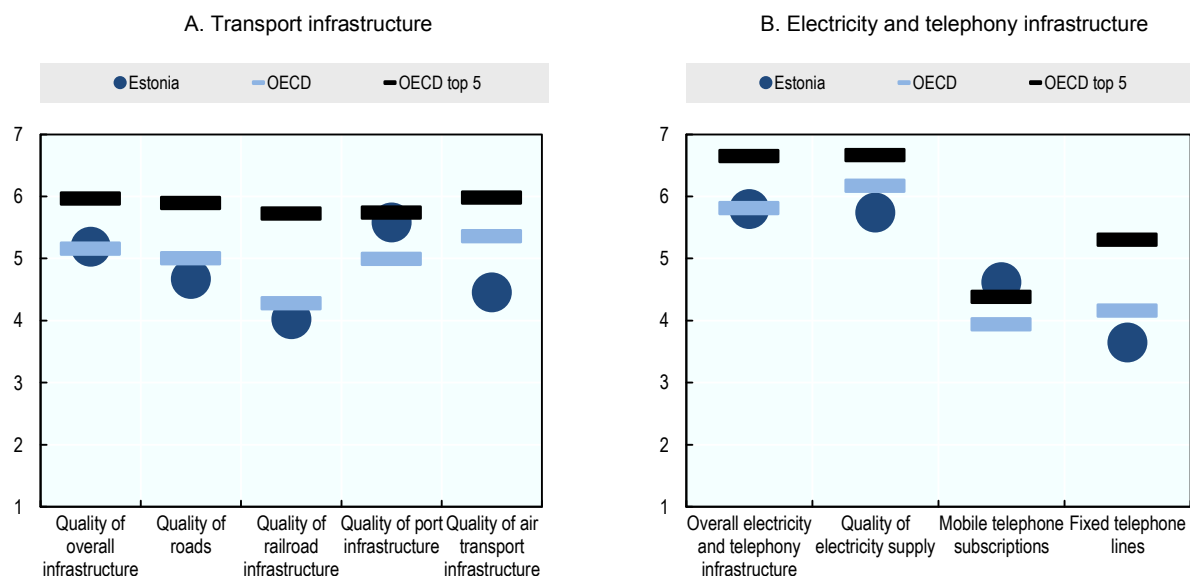 A. Transport infrastructure
Estonia OECD OECD top 5
7
6
5
4
3
2
1
Quality of overall infrastructure
Quality of roads
Quality of railroad infrastructure
Quality of port infrastructure
Quality of air transport infrastructure
B. Electricity and telephony infrastructure
Estonia OECD OECD top 5
7
6
5
4
3
2
1
Overall electricity and telephony infrastructure
Quality of electricity supply
Mobile telephone subscriptions
Fixed telephone lines